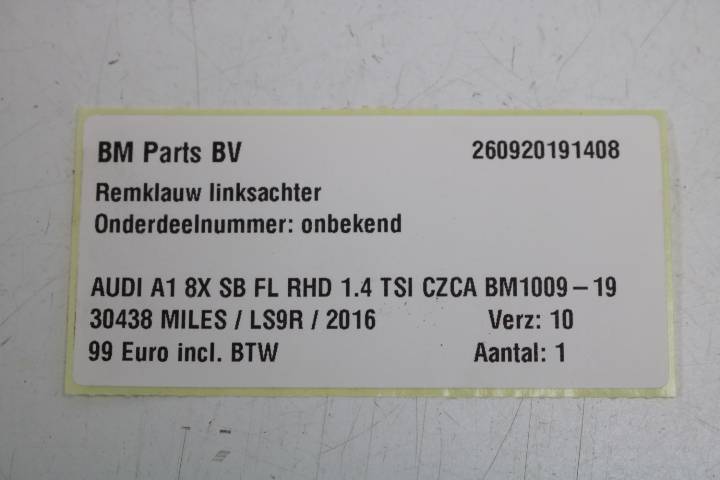 BM Parts BV 260920191408
Remklauw linksachter
Onderdeelnummer: onbekend
AUDI A1 8X SB FL RHD 1.4 TSI CZCA BM1009-19
30438 MILES / LS9R / 2016 Verz: 10
99 Euro incl. BTW Aantal: 1